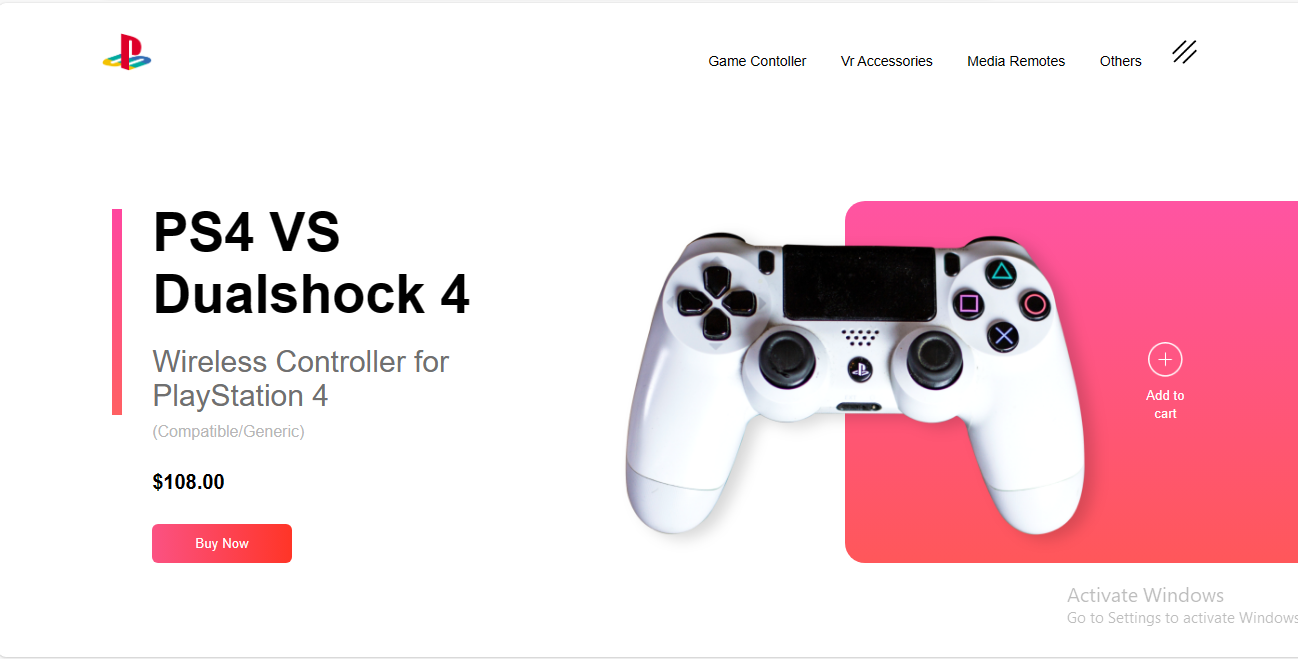 Game Contoller
Vr Accessories
Media Remotes
Others
PS4 VS
Dualshock 4
Wireless Controller for
PlayStation 4
(Compatible/Generic)
$108.00
Buy Now
Add to
cart
Activate Windows
Go to Settings to activate Windows